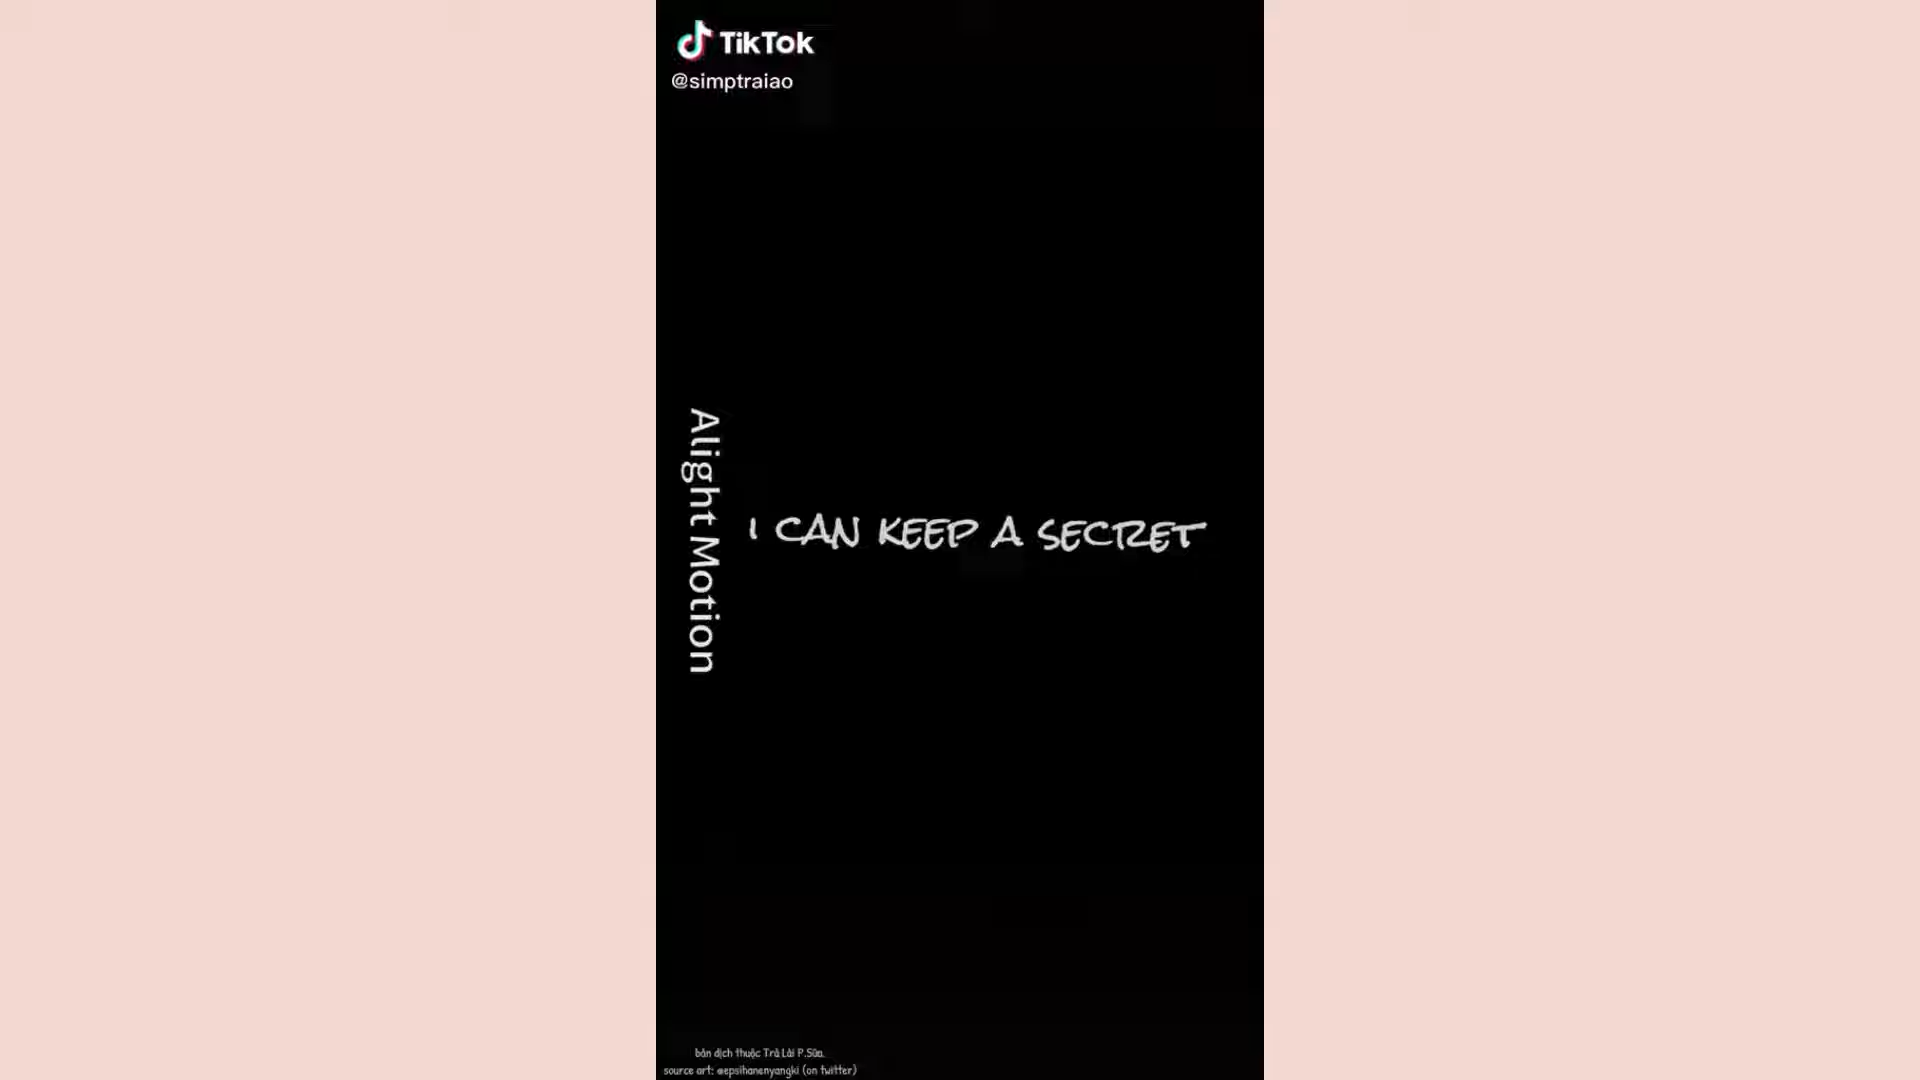 TikTok
@simptraiao
Alight Motion
I CAN KEEP A SECRET
bản dịch thuộc Trà Lài P.Sữa.
source art: @epsihanenyangki (on twitter)